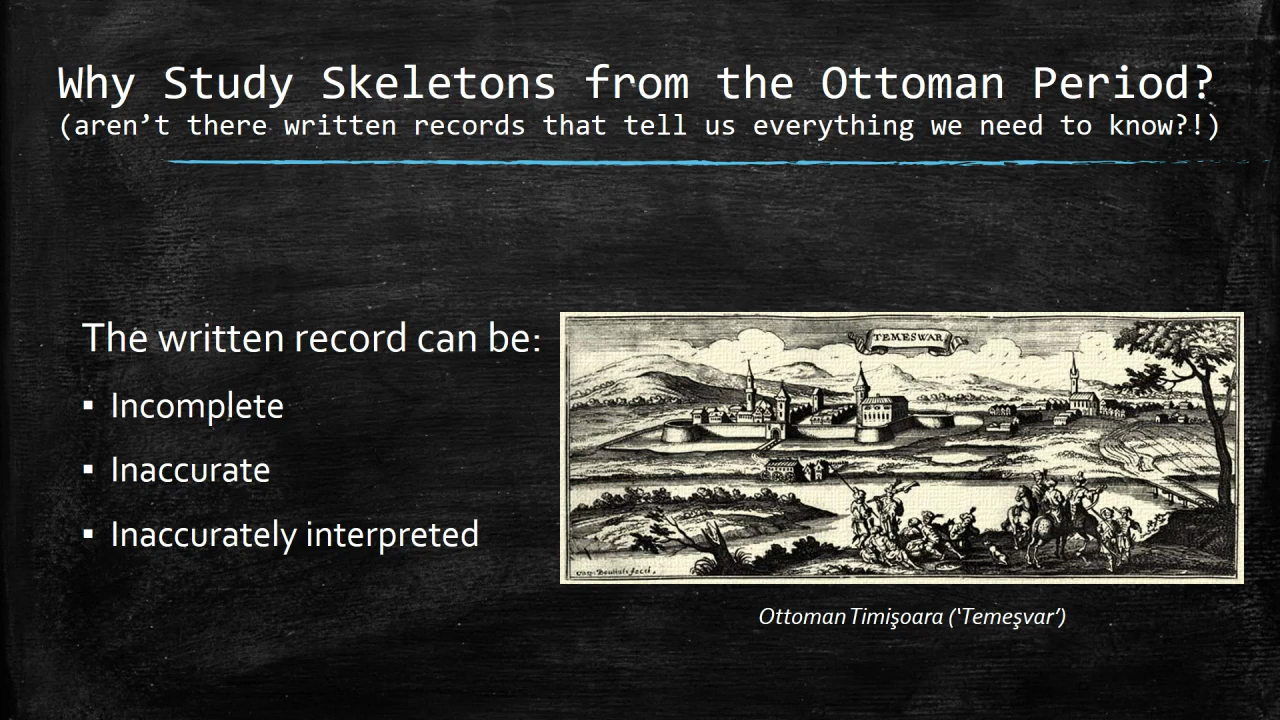 Why Study Skeletons from the Ottoman Period?
(aren’t there written records that tell us everything we need to know?!)
The written record can be:
▪ Incomplete
▪ Inaccurate
▪ Inaccurately interpreted
TEMESWAR
Ottoman Timişoara (‘Temeşvar’)